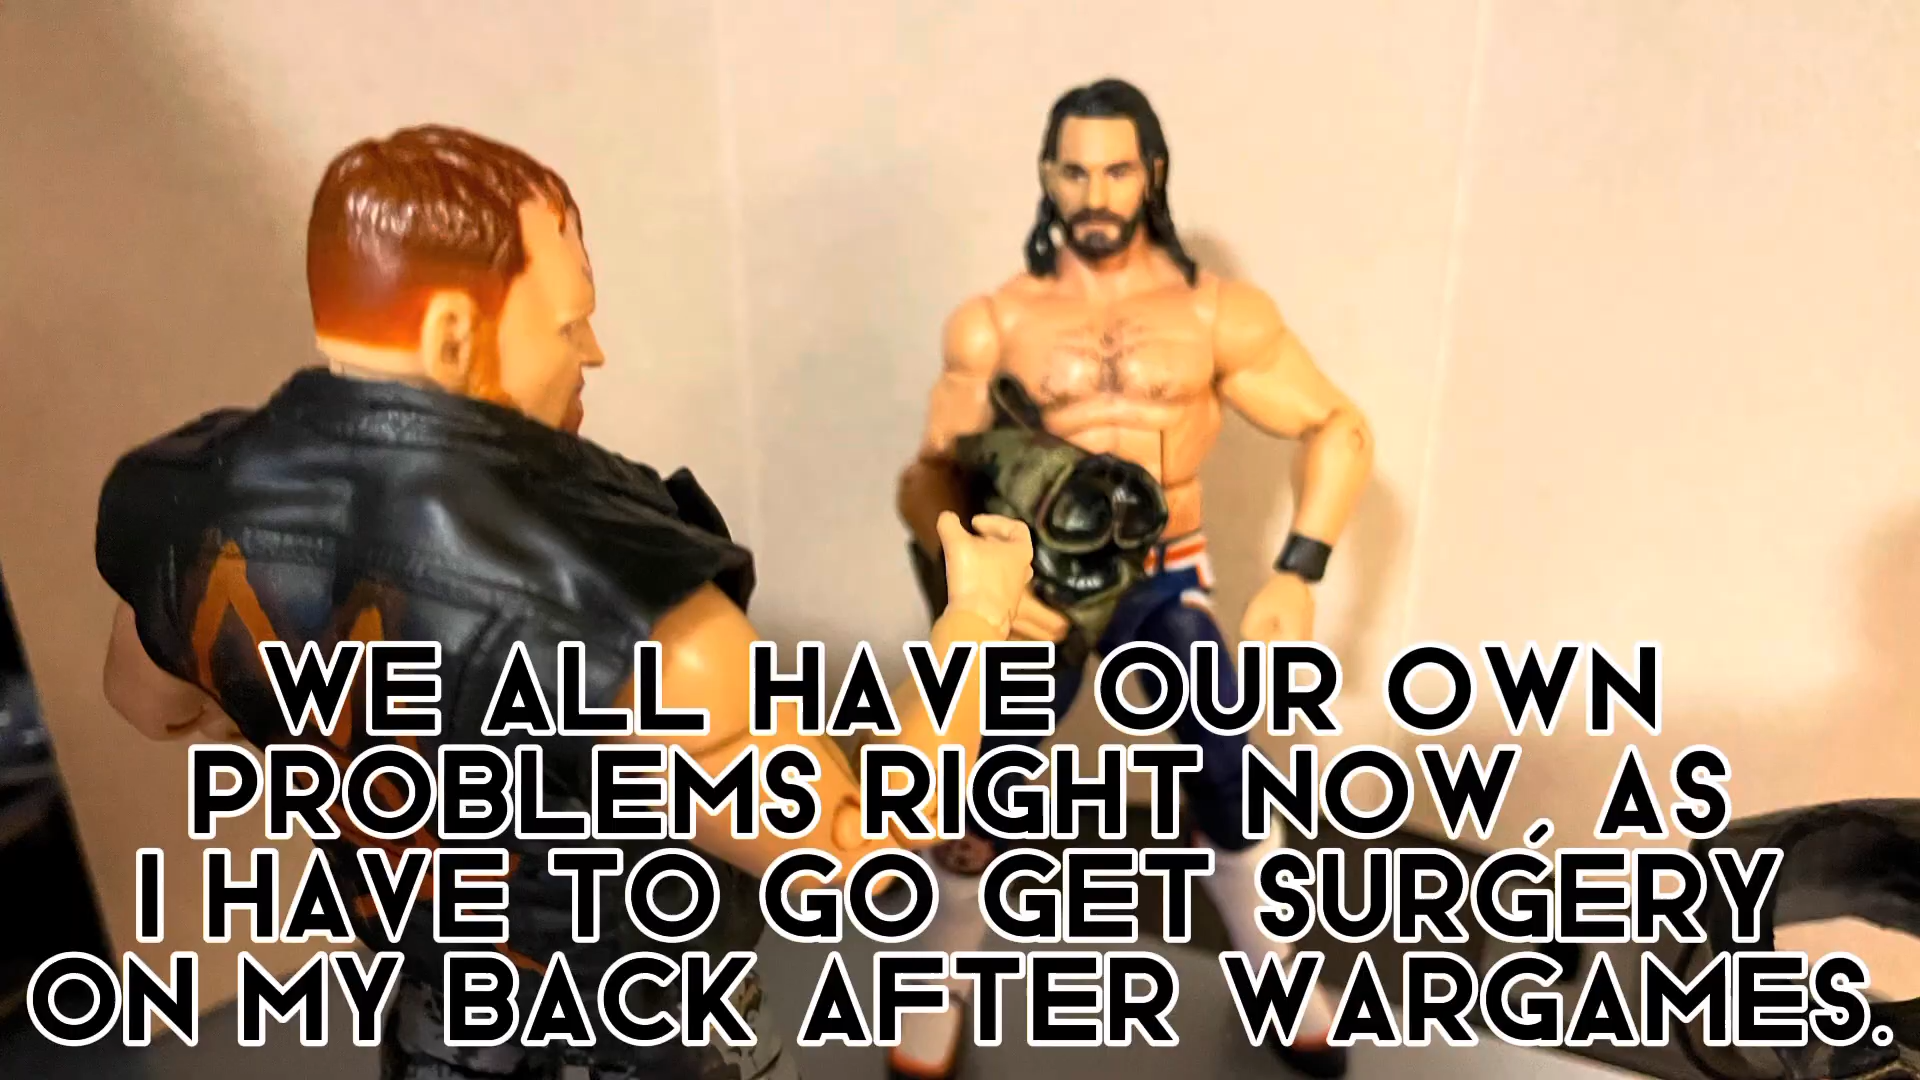 WE ALL HAVE OUR OWN
PROBLEMS RIGHT NOW, AS
I HAVE TO GO GET SURGERY
ON MY BACK AFTER WARGAMES.